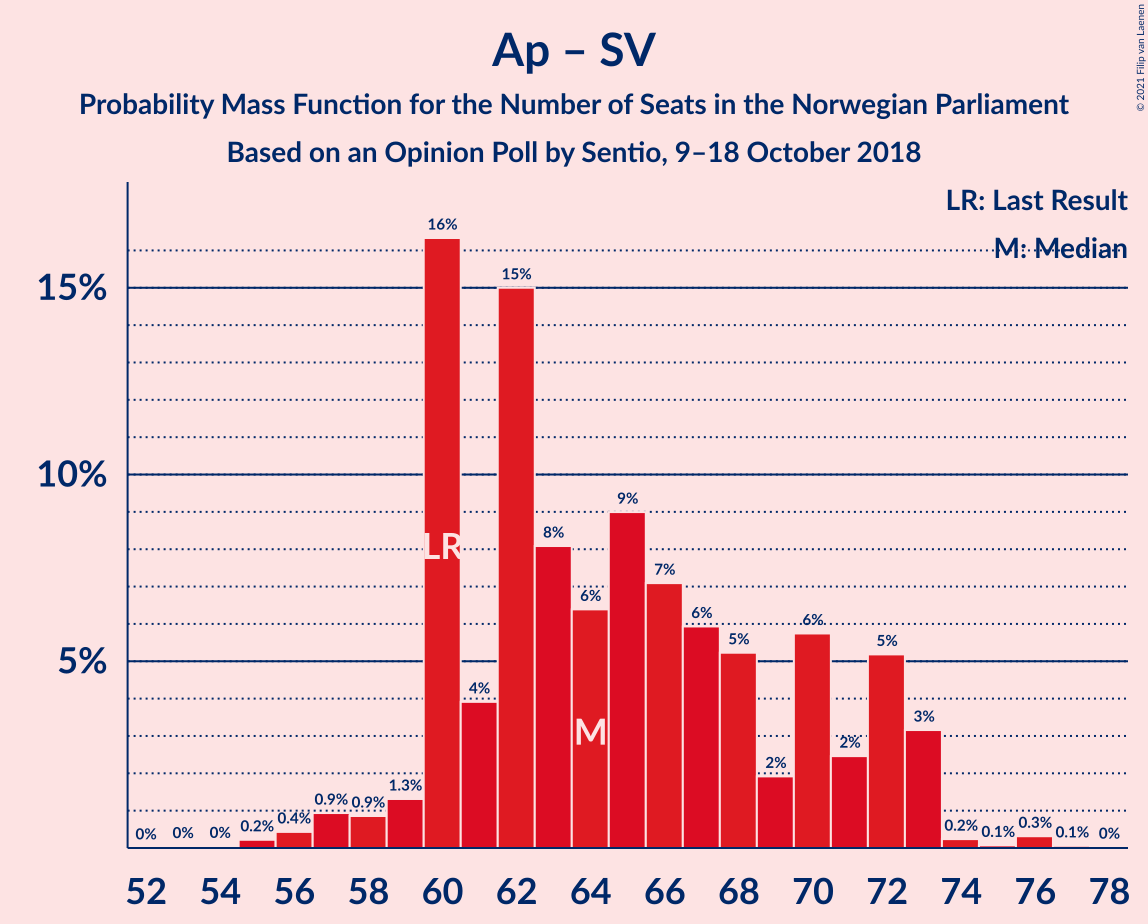 Ap – SV
Probability Mass Function for the Number of Seats in the Norwegian Parliament
Based on an Opinion Poll by Sentio, 9–18 October 2018
© 2021 Filip van Laenen
LR: Last Result
M: Median
15%
10%
5%
0% 0% 0% 0.2% 0.4% 0.9% 0.9% 1.3% 16% 4% 15% 8% 6% 9% 7% 6% 5% 2% 6% 2% 5% 3% 0.2% 0.1% 0.3% 0.1% 0%
LR
M
52 54 56 58 60 62 64 66 68 70 72 74 76 78